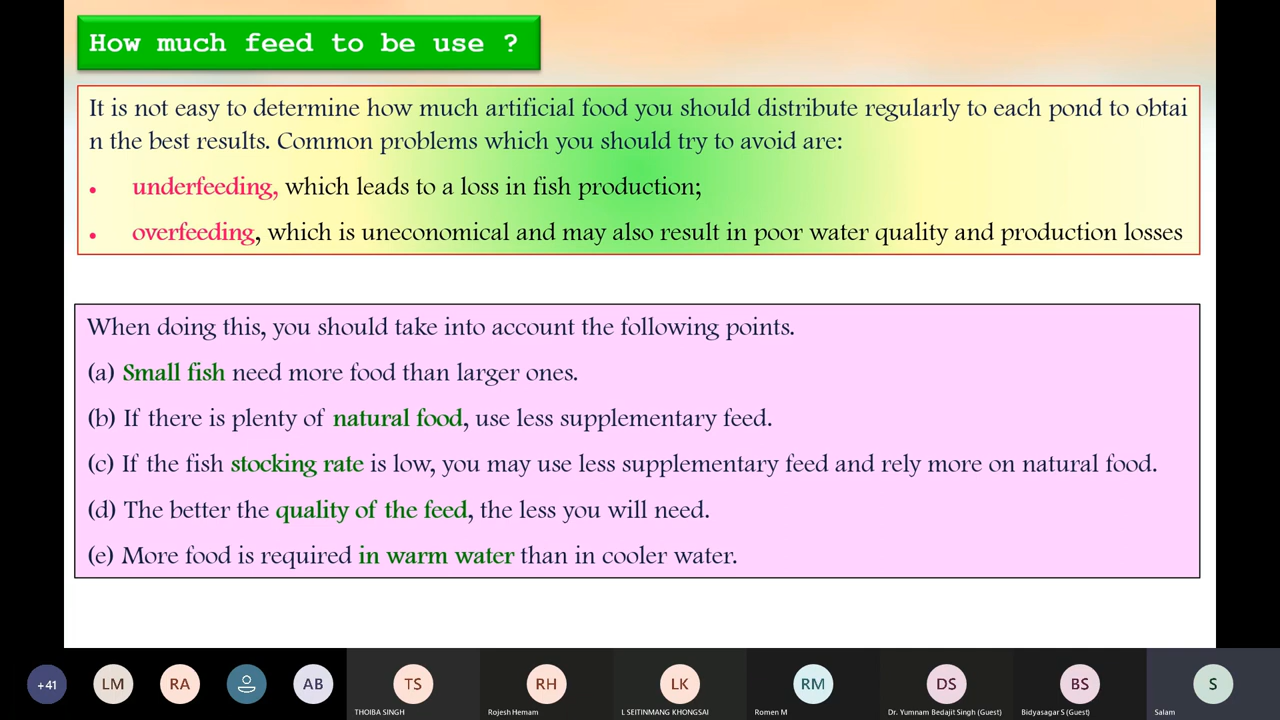 How much feed to be use ?
It is not easy to determine how much artificial food you should distribute regularly to each pond to obtai
n the best results. Common problems which you should try to avoid are:
• underfeeding, which leads to a loss in fish production;
• overfeeding, which is uneconomical and may also result in poor water quality and production losses
When doing this, you should take into account the following points.
(a) Small fish need more food than larger ones.
(b) If there is plenty of natural food, use less supplementary feed.
(c) If the fish stocking rate is low, you may use less supplementary feed and rely more on natural food.
(d) The better the quality of the feed, the less you will need.
(e) More food is required in warm water than in cooler water.
+41 LM RA AB TS RH LK RM DS BS S
THOIBA SINGH Rojesh Hemam L SEITINMANG KHONGSAI Romen M Dr. Yumnam Bedajit Singh (Guest) Bidyasagar S (Guest) Salam